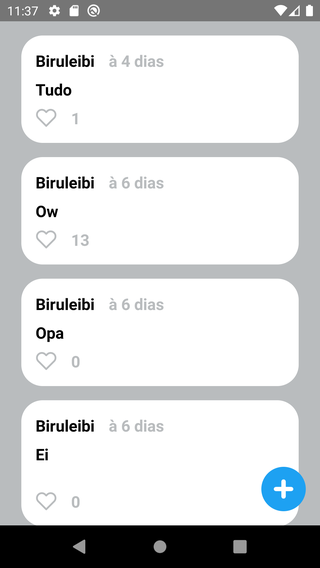 11:37
Biruleibi à 4 dias
Tudo
1
Biruleibi à 6 dias
Ow
13
Biruleibi à 6 dias
Opa
0
Biruleibi à 6 dias
Ei
0